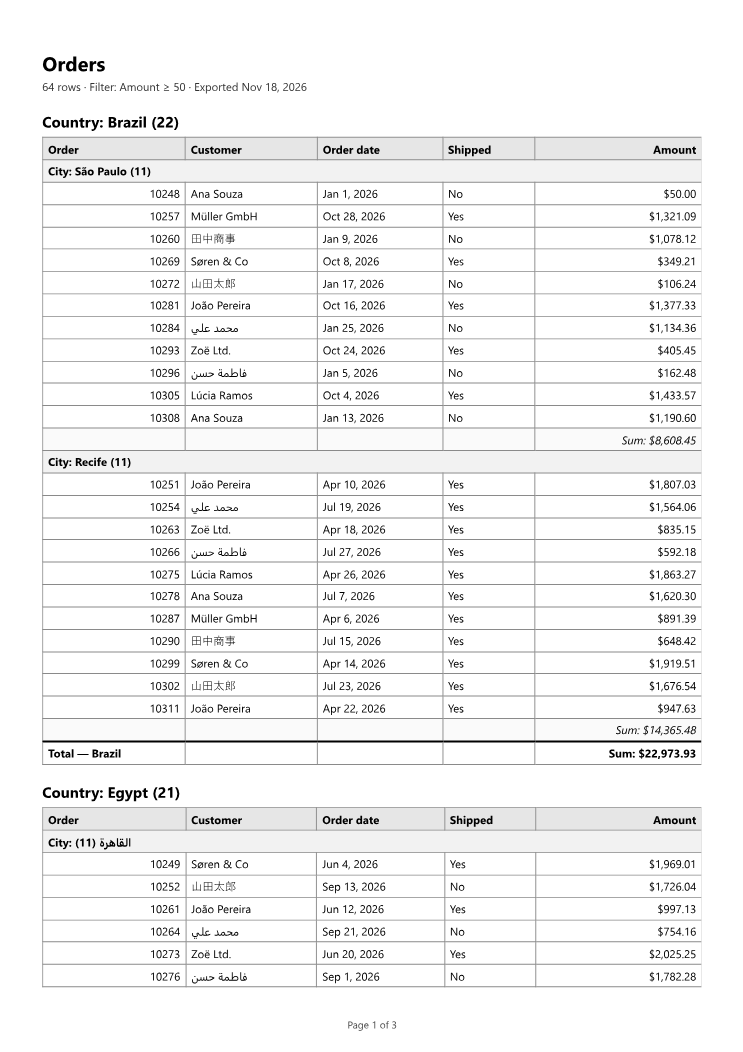 Orders
64 rows · Filter: Amount ≥ 50 · Exported Nov 18, 2026
Country: Brazil (22)
Order Customer Order date Shipped Amount
City: São Paulo (11)
10248 Ana Souza Jan 1, 2026 No $50.00
10257 Müller GmbH Oct 28, 2026 Yes $1,321.09
10260 田中商事 Jan 9, 2026 No $1,078.12
10269 Søren & Co Oct 8, 2026 Yes $349.21
10272 山田太郎 Jan 17, 2026 No $106.24
10281 João Pereira Oct 16, 2026 Yes $1,377.33
10284 محمد علي Jan 25, 2026 No $1,134.36
10293 Zoë Ltd. Oct 24, 2026 Yes $405.45
10296 فاطمة حسن Jan 5, 2026 No $162.48
10305 Lúcia Ramos Oct 4, 2026 Yes $1,433.57
10308 Ana Souza Jan 13, 2026 No $1,190.60
Sum: $8,608.45
City: Recife (11)
10251 João Pereira Apr 10, 2026 Yes $1,807.03
10254 محمد علي Jul 19, 2026 Yes $1,564.06
10263 Zoë Ltd. Apr 18, 2026 Yes $835.15
10266 فاطمة حسن Jul 27, 2026 Yes $592.18
10275 Lúcia Ramos Apr 26, 2026 Yes $1,863.27
10278 Ana Souza Jul 7, 2026 Yes $1,620.30
10287 Müller GmbH Apr 6, 2026 Yes $891.39
10290 田中商事 Jul 15, 2026 Yes $648.42
10299 Søren & Co Apr 14, 2026 Yes $1,919.51
10302 山田太郎 Jul 23, 2026 Yes $1,676.54
10311 João Pereira Apr 22, 2026 Yes $947.63
Sum: $14,365.48
Total — Brazil Sum: $22,973.93
Country: Egypt (21)
Order Customer Order date Shipped Amount
City: القاهرة (11)
10249 Søren & Co Jun 4, 2026 Yes $1,969.01
10252 山田太郎 Sep 13, 2026 No $1,726.04
10261 João Pereira Jun 12, 2026 Yes $997.13
10264 محمد علي Sep 21, 2026 No $754.16
10273 Zoë Ltd. Jun 20, 2026 Yes $2,025.25
10276 فاطمة حسن Sep 1, 2026 No $1,782.28
Page 1 of 3